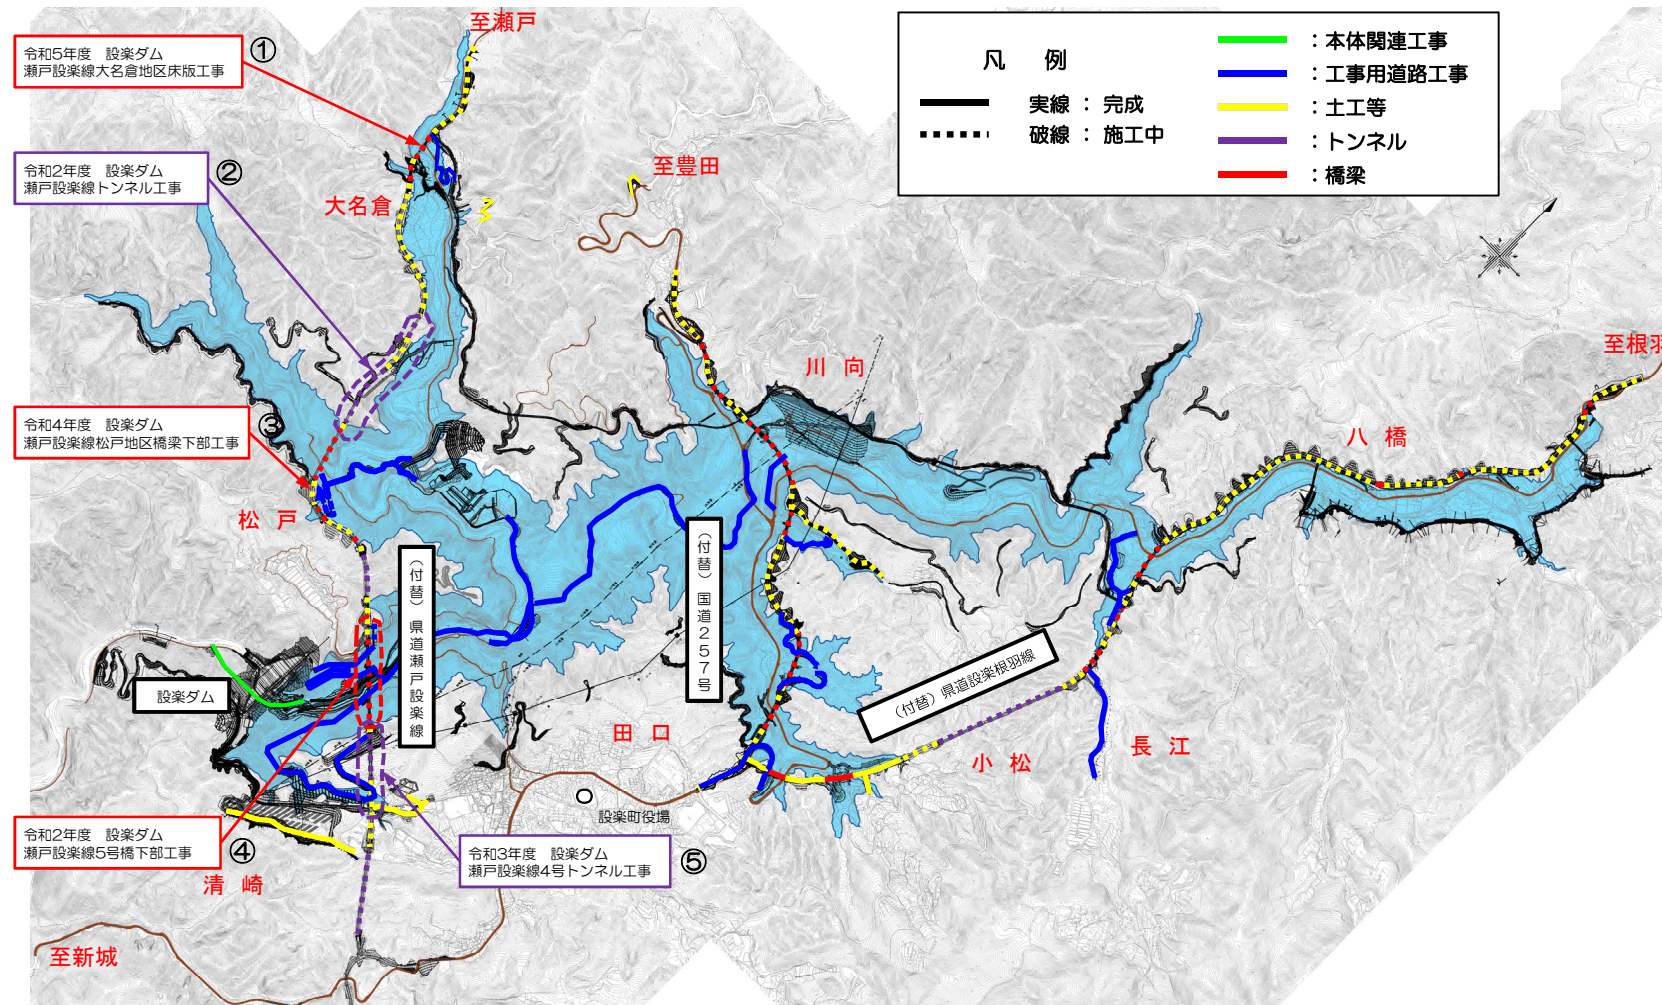 至瀬戸
令和5年度　設楽ダム
瀬戸設楽線大名倉地区床版工事
①
凡　例
実線 ： 完成
破線 ： 施工中
：本体関連工事
：工事用道路工事
：土工等
：トンネル
：橋梁
令和2年度　設楽ダム
瀬戸設楽線トンネル工事
②
至豊田
大名倉
川 向
至根羽
令和4年度　設楽ダム
瀬戸設楽線松戸地区橋梁下部工事
③
八 橋
松 戸
（付替）県道瀬戸設楽線
（付替）国道257号
（付替）県道設楽根羽線
設楽ダム
田 口
小 松
長 江
設楽町役場
令和2年度　設楽ダム
瀬戸設楽線5号橋下部工事
④
令和3年度　設楽ダム
瀬戸設楽線4号トンネル工事
⑤
清 崎
至新城